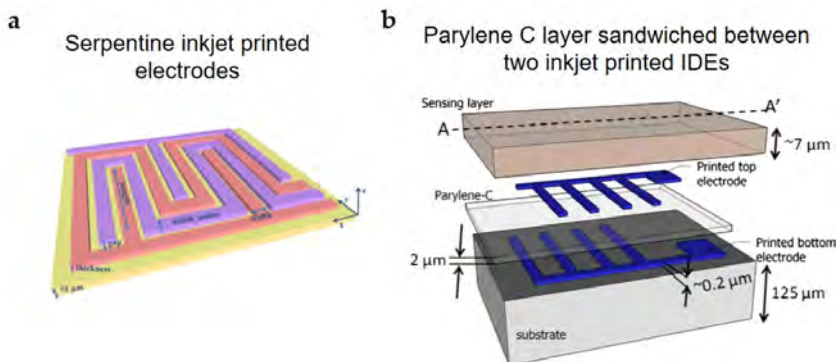 a
Serpentine inkjet printed
electrodes
thickness
b
Parylene C layer sandwiched between
two inkjet printed IDEs
Sensing layer
A
A'
~7 μm
Printed top
electrode
Parylene-C
Printed bottom
electrode
2 μm
~0.2 μm
125 μm
substrate